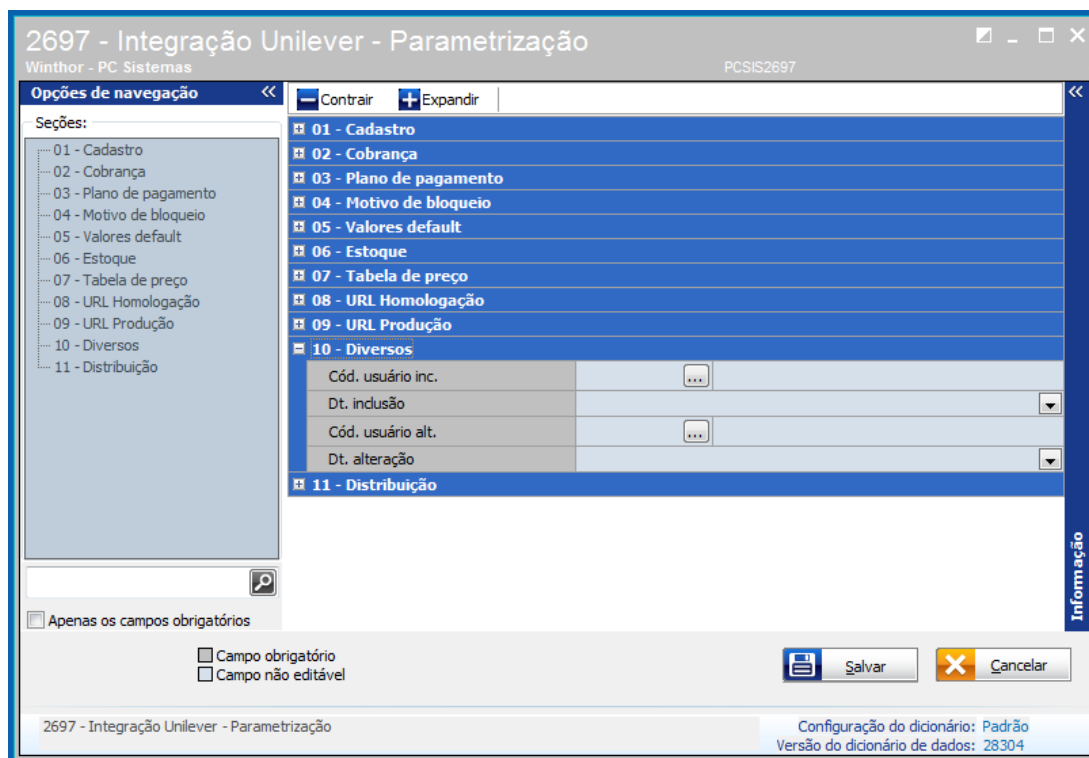 2697 - Integração Unilever - Parametrização
Winthor - PC Sistemas
PCSIS2697
Opções de navegação
Seções:
01 - Cadastro
02 - Cobrança
03 - Plano de pagamento
04 - Motivo de bloqueio
05 - Valores default
06 - Estoque
07 - Tabela de preço
08 - URL Homologação
09 - URL Produção
10 - Diversos
11 - Distribuição
Apenas os campos obrigatórios
Contrair Expandir
01 - Cadastro
02 - Cobrança
03 - Plano de pagamento
04 - Motivo de bloqueio
05 - Valores default
06 - Estoque
07 - Tabela de preço
08 - URL Homologação
09 - URL Produção
10 - Diversos
Cód. usuário inc. ...
Dt. inclusão
Cód. usuário alt. ...
Dt. alteração
11 - Distribuição
Informação
Campo obrigatório
Campo não editável
Salvar Cancelar
2697 - Integração Unilever - Parametrização
Configuração do dicionário: Padrão
Versão do dicionário de dados: 28304